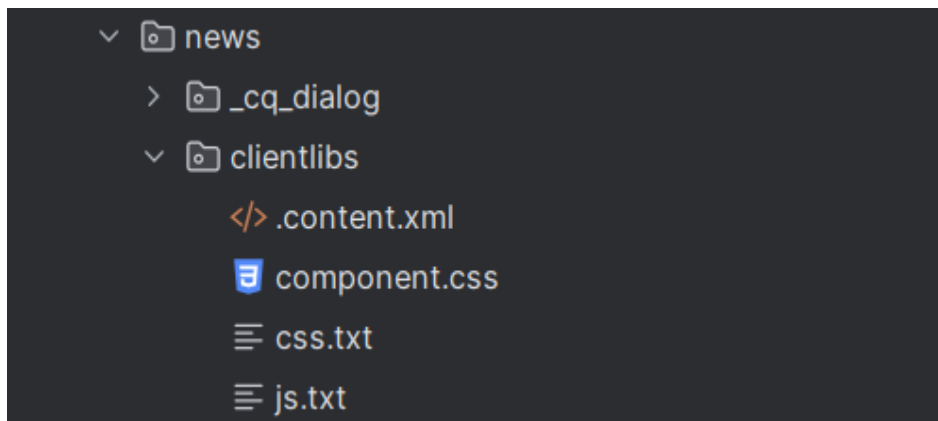 news
_cq_dialog
clientlibs
.content.xml
component.css
css.txt
js.txt